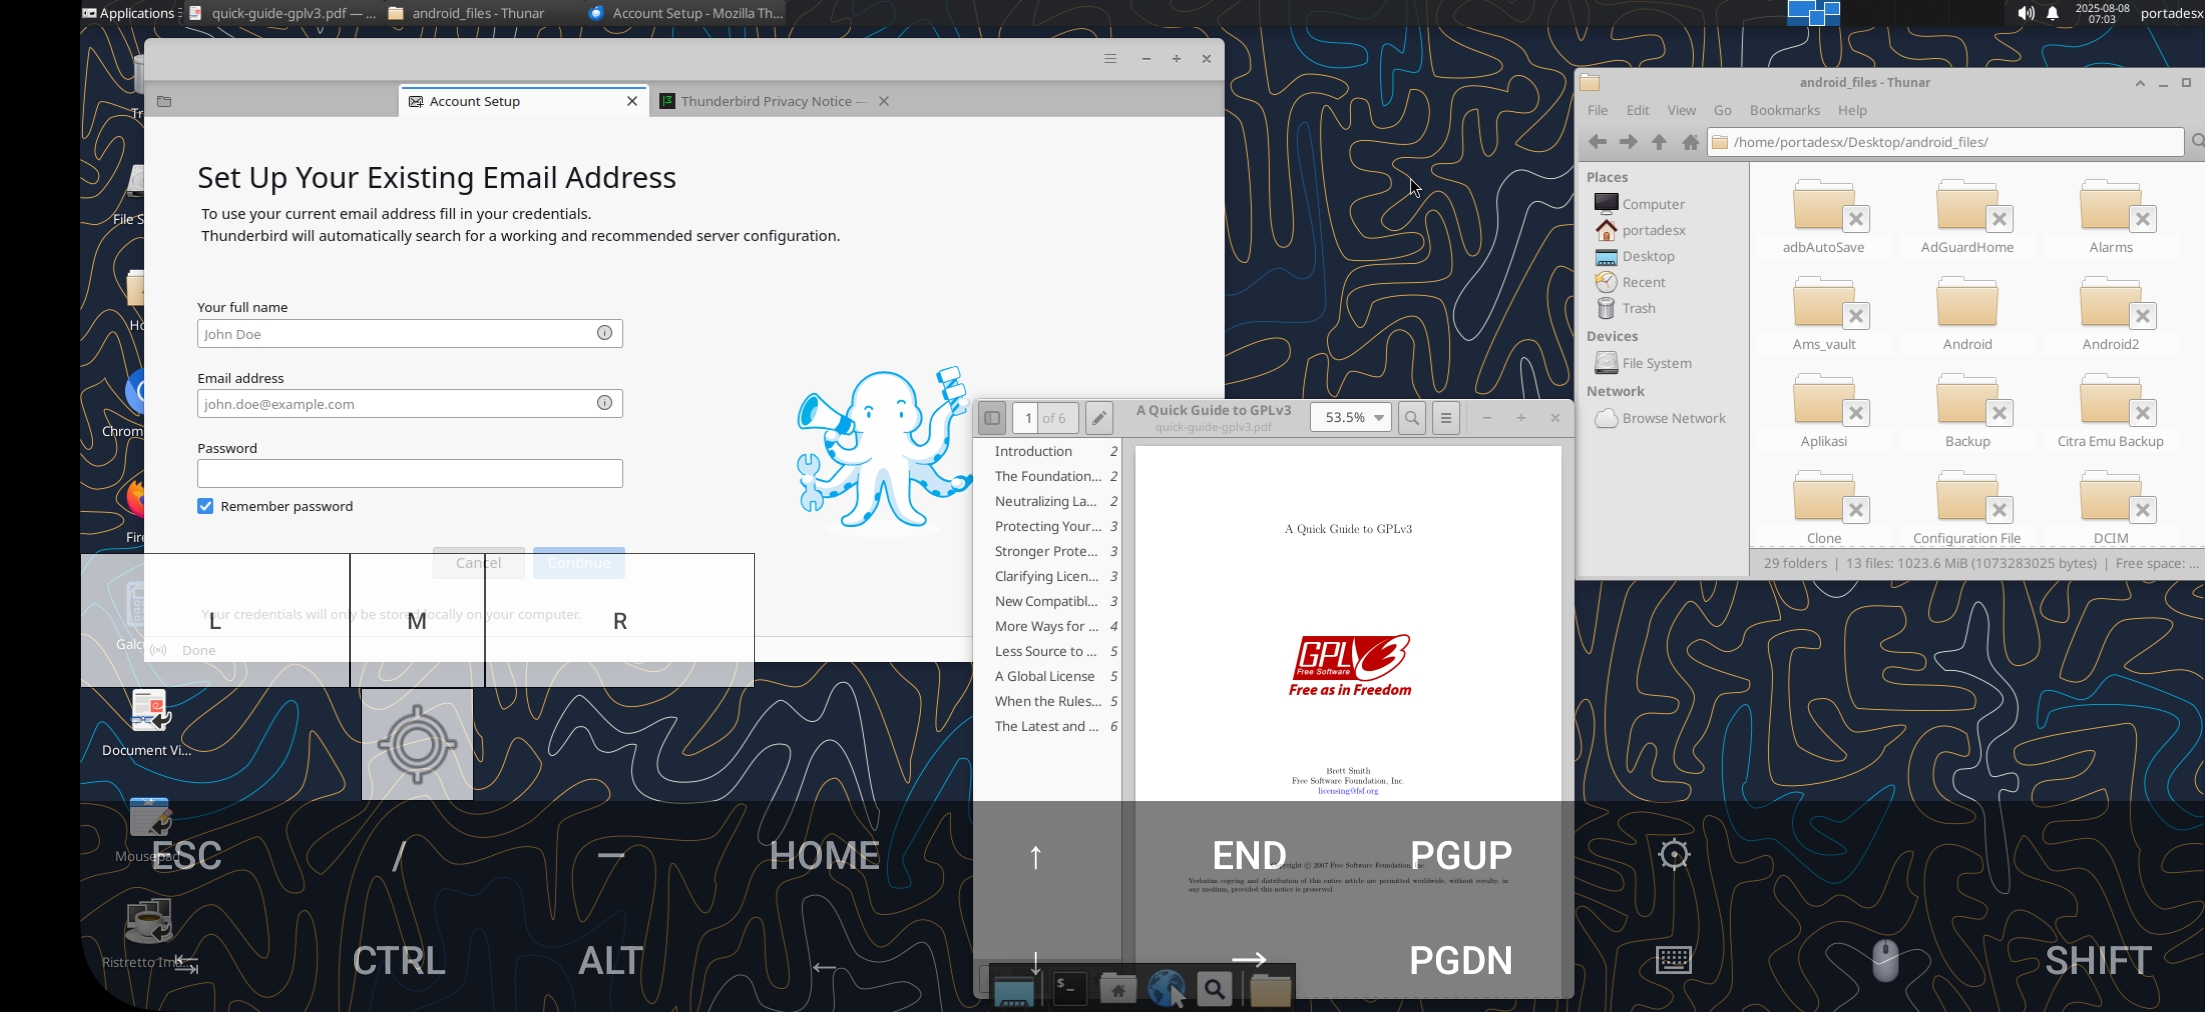 Applications
quick-guide-gplv3.pdf — ...
android_files - Thunar
Account Setup - Mozilla Th...
2025-08-08
07:03
portadesx
Account Setup
Thunderbird Privacy Notice —
Set Up Your Existing Email Address
To use your current email address fill in your credentials.
Thunderbird will automatically search for a working and recommended server configuration.
Your full name
John Doe
Email address
john.doe@example.com
Password
Remember password
Cancel
Continue
Your credentials will only be stored locally on your computer.
Done
L
M
R
Tr
File S
Ho
Chrom
Fire
Galc
Document Vi...
Mousepad
Ristretto Im...
1 of 6
A Quick Guide to GPLv3
quick-guide-gplv3.pdf
53.5%
Introduction 2
The Foundation... 2
Neutralizing La... 2
Protecting Your... 3
Stronger Prote... 3
Clarifying Licen... 3
New Compatibl... 3
More Ways for ... 4
Less Source to ... 5
A Global License 5
When the Rules... 5
The Latest and ... 6
A Quick Guide to GPLv3
GPLv3
Free Software
Free as in Freedom
Brett Smith
Free Software Foundation, Inc.
licensing@fsf.org
Copyright © 2007 Free Software Foundation, Inc.
Verbatim copying and distribution of this entire article are permitted worldwide, without royalty, in
any medium, provided this notice is preserved.
android_files - Thunar
File Edit View Go Bookmarks Help
/home/portadesx/Desktop/android_files/
Places
Computer
portadesx
Desktop
Recent
Trash
Devices
File System
Network
Browse Network
adbAutoSave
AdGuardHome
Alarms
Ams_vault
Android
Android2
Aplikasi
Backup
Citra Emu Backup
Clone
Configuration File
DCIM
29 folders | 13 files: 1023.6 MiB (1073283025 bytes) | Free space: ...
ESC / — HOME ↑ END PGUP
CTRL ALT ← ↓ → PGDN SHIFT
$_